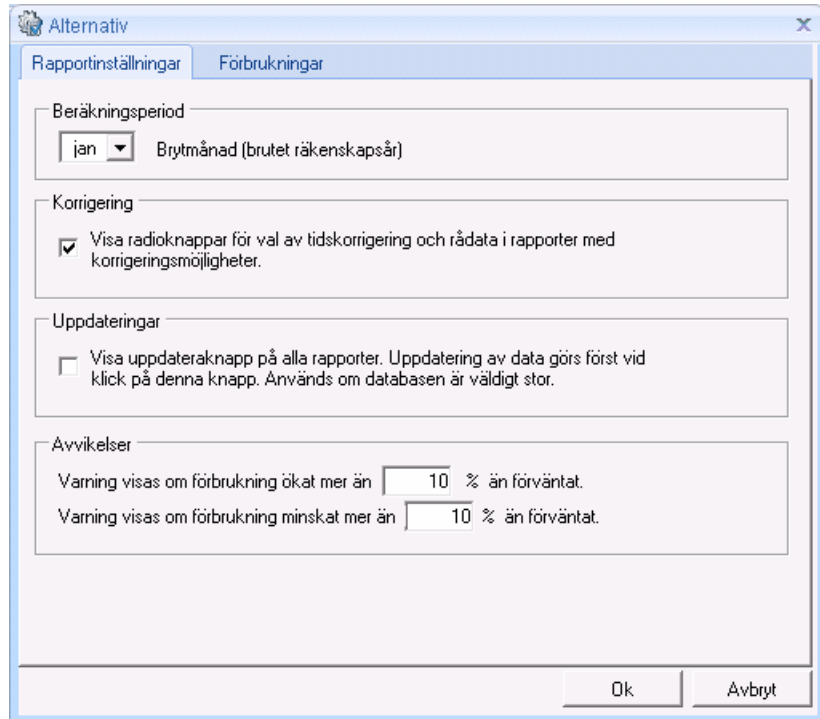 Alternativ
Rapportinställningar
Förbrukningar
Beräkningsperiod
jan
Brytmånad (brutet räkenskapsår)
Korrigering
Visa radioknappar för val av tidskorrigering och rådata i rapporter med
korrigeringsmöjligheter.
Uppdateringar
Visa uppdateraknapp på alla rapporter. Uppdatering av data görs först vid
klick på denna knapp. Används om databasen är väldigt stor.
Avvikelser
Varning visas om förbrukning ökat mer än 10 % än förväntat.
Varning visas om förbrukning minskat mer än 10 % än förväntat.
Ok
Avbryt